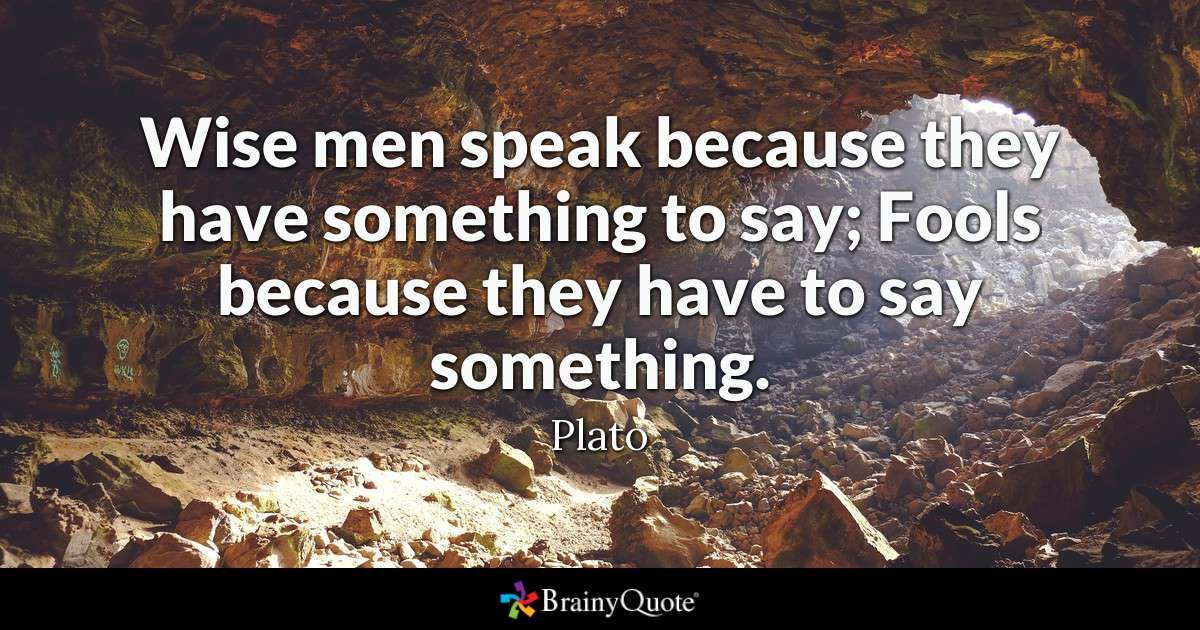 Wise men speak because they
have something to say; Fools
because they have to say
something.
Plato
BrainyQuote®